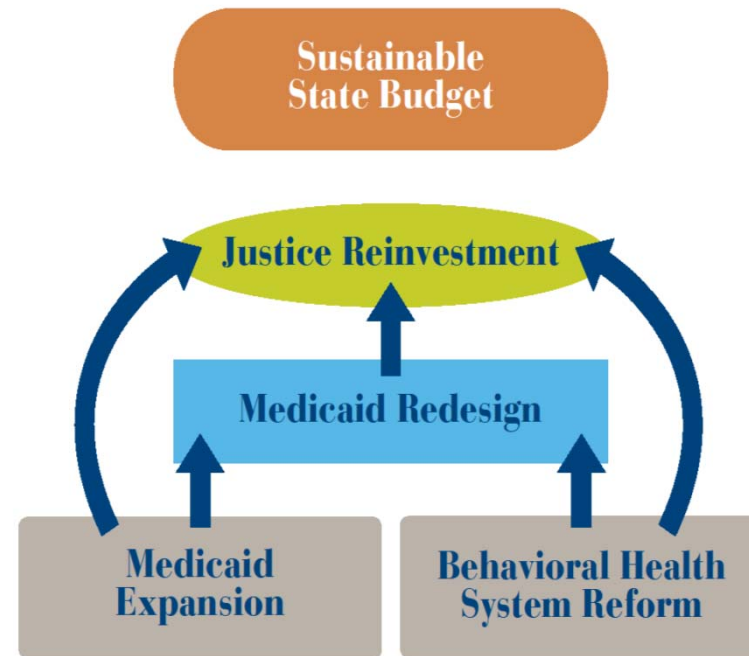 Sustainable
State Budget
Justice Reinvestment
Medicaid Redesign
Medicaid
Expansion
Behavioral Health
System Reform